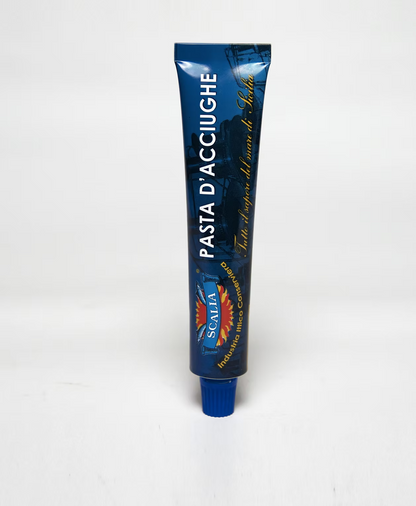 PASTA D'ACCIUGHE
Tutto il sapore del mare di Sicilia
SCALIA
Industria Ittico Conserviera